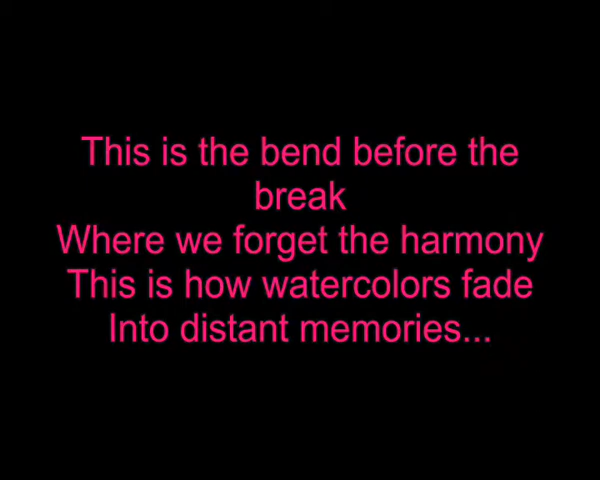 This is the bend before the
break
Where we forget the harmony
This is how watercolors fade
Into distant memories...